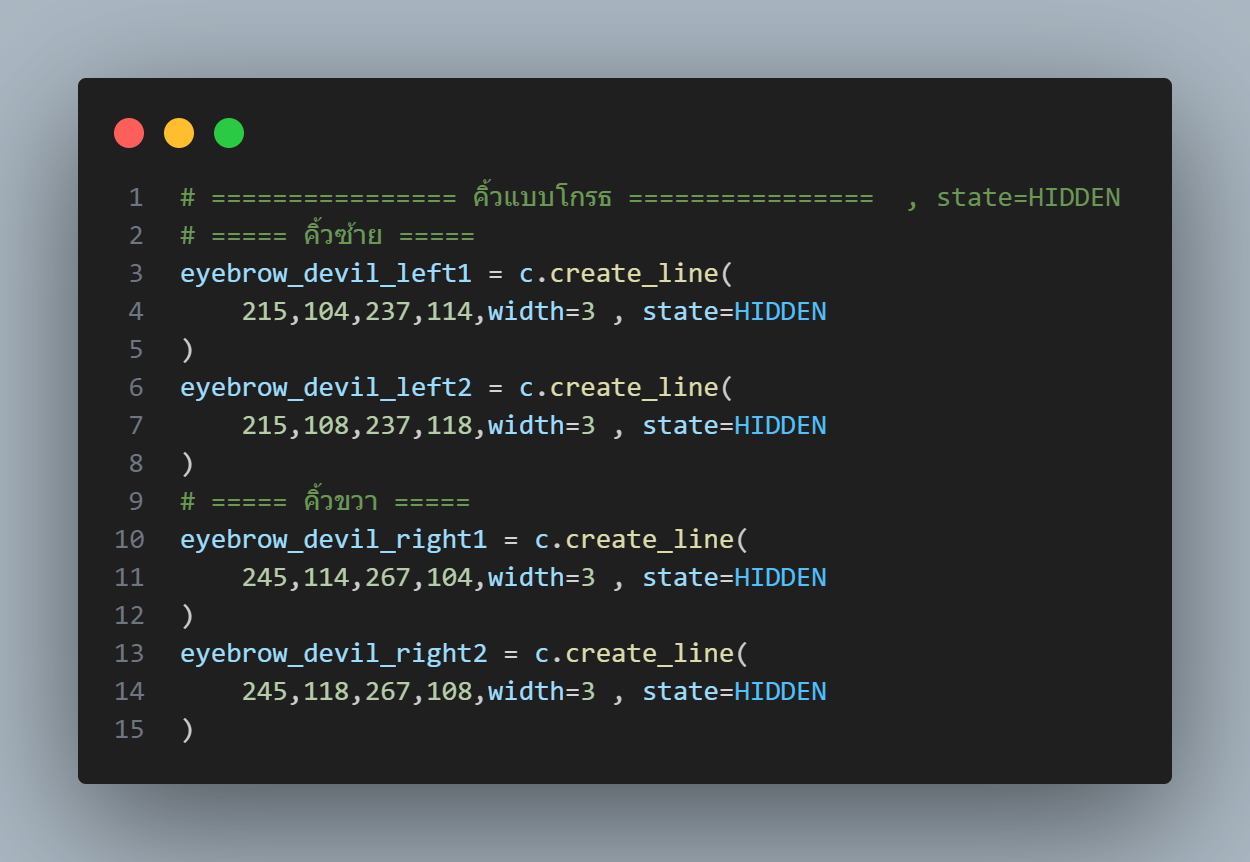 1 # ================ คิ้วแบบโกรธ ================  , state=HIDDEN
2 # ===== คิ้วซ้าย =====
3 eyebrow_devil_left1 = c.create_line(
4     215,104,237,114,width=3 , state=HIDDEN
5 )
6 eyebrow_devil_left2 = c.create_line(
7     215,108,237,118,width=3 , state=HIDDEN
8 )
9 # ===== คิ้วขวา =====
10 eyebrow_devil_right1 = c.create_line(
11     245,114,267,104,width=3 , state=HIDDEN
12 )
13 eyebrow_devil_right2 = c.create_line(
14     245,118,267,108,width=3 , state=HIDDEN
15 )